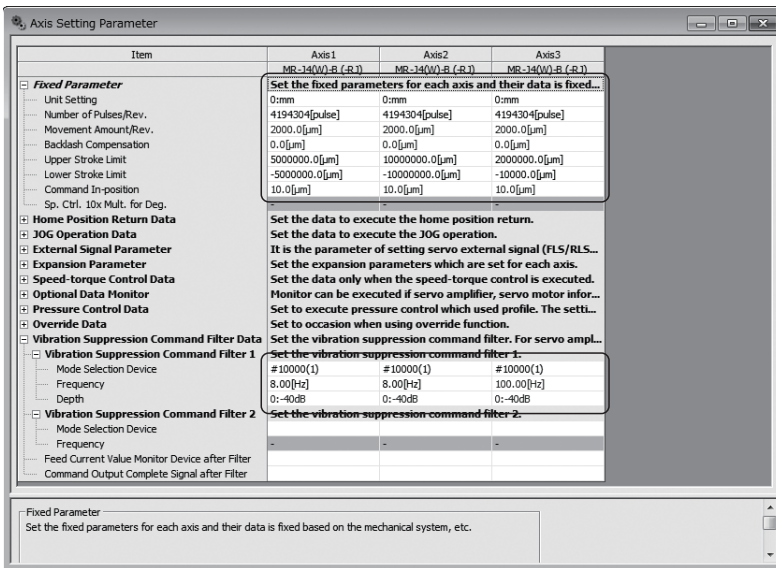 Axis Setting Parameter
Item Axis1 Axis2 Axis3
MR-J4(W)-B (-RJ) MR-J4(W)-B (-RJ) MR-J4(W)-B (-RJ)
Fixed Parameter Set the fixed parameters for each axis and their data is fixed...
Unit Setting 0:mm 0:mm 0:mm
Number of Pulses/Rev. 4194304[pulse] 4194304[pulse] 4194304[pulse]
Movement Amount/Rev. 2000.0[µm] 2000.0[µm] 2000.0[µm]
Backlash Compensation 0.0[µm] 0.0[µm] 0.0[µm]
Upper Stroke Limit 5000000.0[µm] 10000000.0[µm] 2000000.0[µm]
Lower Stroke Limit -5000000.0[µm] -10000000.0[µm] -10000.0[µm]
Command In-position 10.0[µm] 10.0[µm] 10.0[µm]
Sp. Ctrl. 10x Mult. for Deg. - - -
Home Position Return Data Set the data to execute the home position return.
JOG Operation Data Set the data to execute the JOG operation.
External Signal Parameter It is the parameter of setting servo external signal (FLS/RLS...
Expansion Parameter Set the expansion parameters which are set for each axis.
Speed-torque Control Data Set the data only when the speed-torque control is executed.
Optional Data Monitor Monitor can be executed if servo amplifier, servo motor infor...
Pressure Control Data Set to execute pressure control which used profile. The setti...
Override Data Set to occasion when using override function.
Vibration Suppression Command Filter Data Set the vibration suppression command filter. For servo ampl...
Vibration Suppression Command Filter 1 Set the vibration suppression command filter 1.
Mode Selection Device #10000(1) #10000(1) #10000(1)
Frequency 8.00[Hz] 8.00[Hz] 100.00[Hz]
Depth 0:-40dB 0:-40dB 0:-40dB
Vibration Suppression Command Filter 2 Set the vibration suppression command filter 2.
Mode Selection Device
Frequency - - -
Feed Current Value Monitor Device after Filter
Command Output Complete Signal after Filter
Fixed Parameter
Set the fixed parameters for each axis and their data is fixed based on the mechanical system, etc.